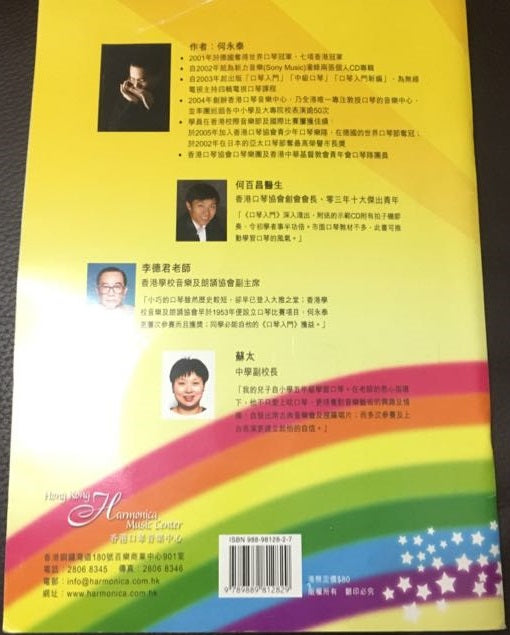 作者：何永泰
• 2001年於德國奪得世界口琴冠軍，七項香港冠軍
• 自2002年起為新力音樂(Sony Music)灌錄兩張個人CD專輯
• 自2003年起出版「口琴入門」「中級口琴」「口琴入門新編」，為無線
電視主持四輯電視口琴課程
• 2004年創辦香港口琴音樂中心，乃全港唯一專注教授口琴的音樂中心，
並率團巡迴各中小學及大專院校表演逾50次
• 學員在香港校際音樂節及國際比賽屢獲佳績，
於2005年加入香港口琴協會青少年口琴樂隊，在德國的世界口琴節奪冠；
於2002年在日本的亞太口琴節奪最高榮譽市長獎
• 香港口琴協會口琴樂團及香港中華基督教會青年會口琴隊團員
何百昌醫生
香港口琴協會創會會長、零三年十大傑出青年
「《口琴入門》深入淺出，附送的示範CD附有拍子機節
奏，令初學者事半功倍。市面口琴教材不多，此書可推
動學習口琴的風氣。」
李德君老師
香港學校音樂及朗誦協會副主席
「小巧的口琴雖然歷史較短，卻早已登入大雅之堂；香港學
校音樂及朗誦協會早於1953年便設立口琴比賽項目，何永泰
更屢次參賽而且獲獎；同學必能自他的《口琴入門》獲益。」
蘇太
中學副校長
「我的兒子自小學五年級學習口琴。在老師的悉心指導
下，他不只愛上吹口琴，更培養對音樂藝術的興趣及情
操，自發出席古典音樂會及搜羅唱片；而多次參賽及上
台表演更建立起他的自信。」
Hong Kong
Harmonica
Music Center
香港口琴音樂中心
香港銅鑼灣道180號百樂商業中心901室
電話：2806 8345 傳真：2806 8346
電郵：info@harmonica.com.hk
網址：www.harmonica.com.hk
ISBN 988-98128-2-7
9 789889 812829
港幣定價$80
版權所有 翻印必究